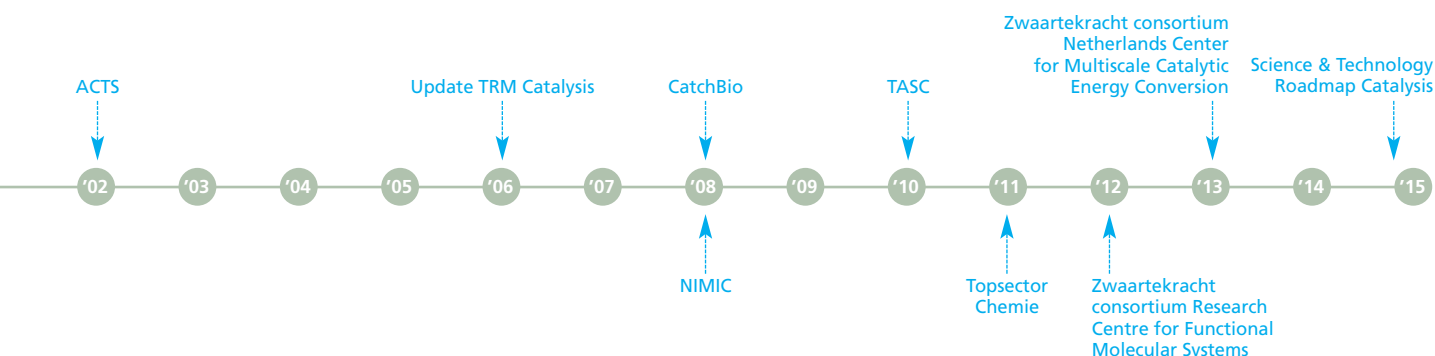 Zwaartekracht consortium
Netherlands Center
for Multiscale Catalytic
Energy Conversion
Science & Technology
Roadmap Catalysis
ACTS
Update TRM Catalysis
CatchBio
TASC
’02
’03
’04
’05
’06
’07
’08
’09
’10
’11
’12
’13
’14
’15
NIMIC
Topsector
Chemie
Zwaartekracht
consortium Research
Centre for Functional
Molecular Systems